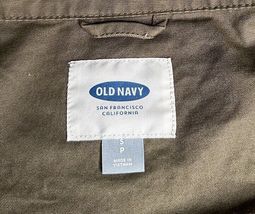 OLD NAVY
SAN FRANCISCO
CALIFORNIA
S
P
MADE IN
VIETNAM